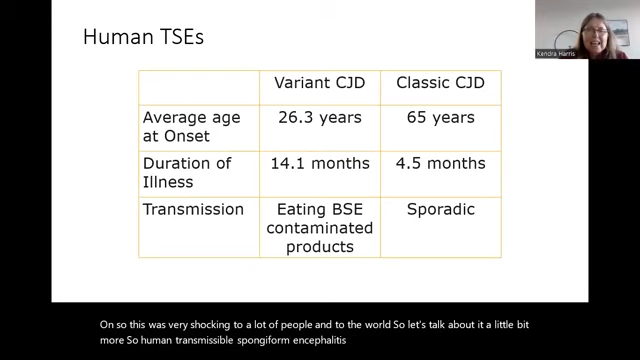 Human TSEs
Kendra Harris
Variant CJD Classic CJD
Average age 26.3 years 65 years
at Onset
Duration of 14.1 months 4.5 months
Illness
Transmission Eating BSE Sporadic
contaminated
products
On so this was very shocking to a lot of people and to the world So let's talk about it a little bit
more So human transmissible spongiform encephalitis